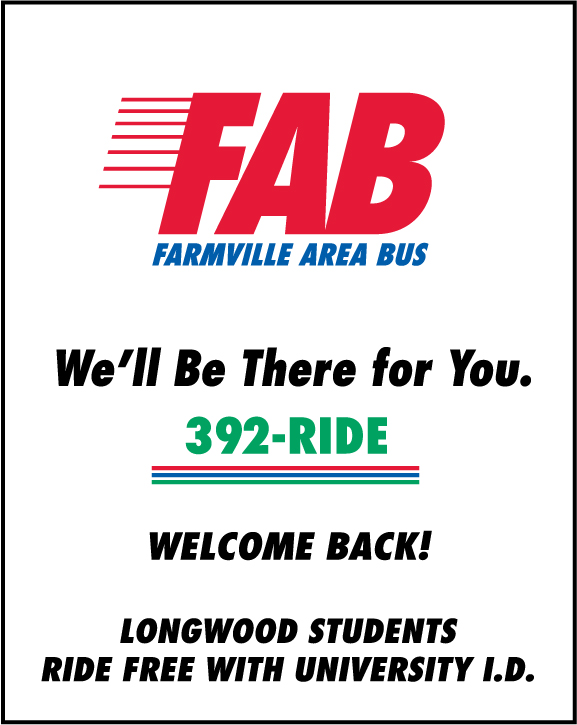 FAB
FARMVILLE AREA BUS
We’ll Be There for You.
392-RIDE
WELCOME BACK!
LONGWOOD STUDENTS
RIDE FREE WITH UNIVERSITY I.D.